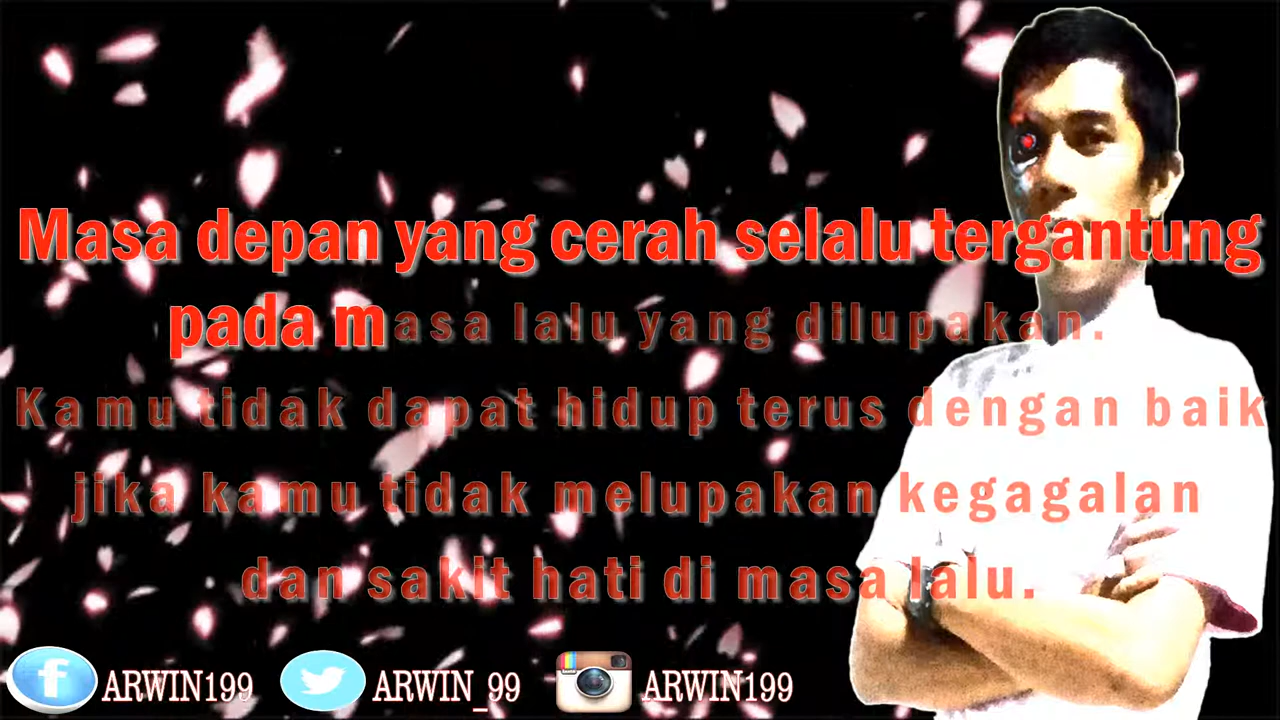 Masa depan yang cerah selalu tergantung
pada masa lalu yang dilupakan.
Kamu tidak dapat hidup terus dengan baik
jika kamu tidak melupakan kegagalan
dan sakit hati di masa lalu.
f ARWIN199 ARWIN_99 ARWIN199